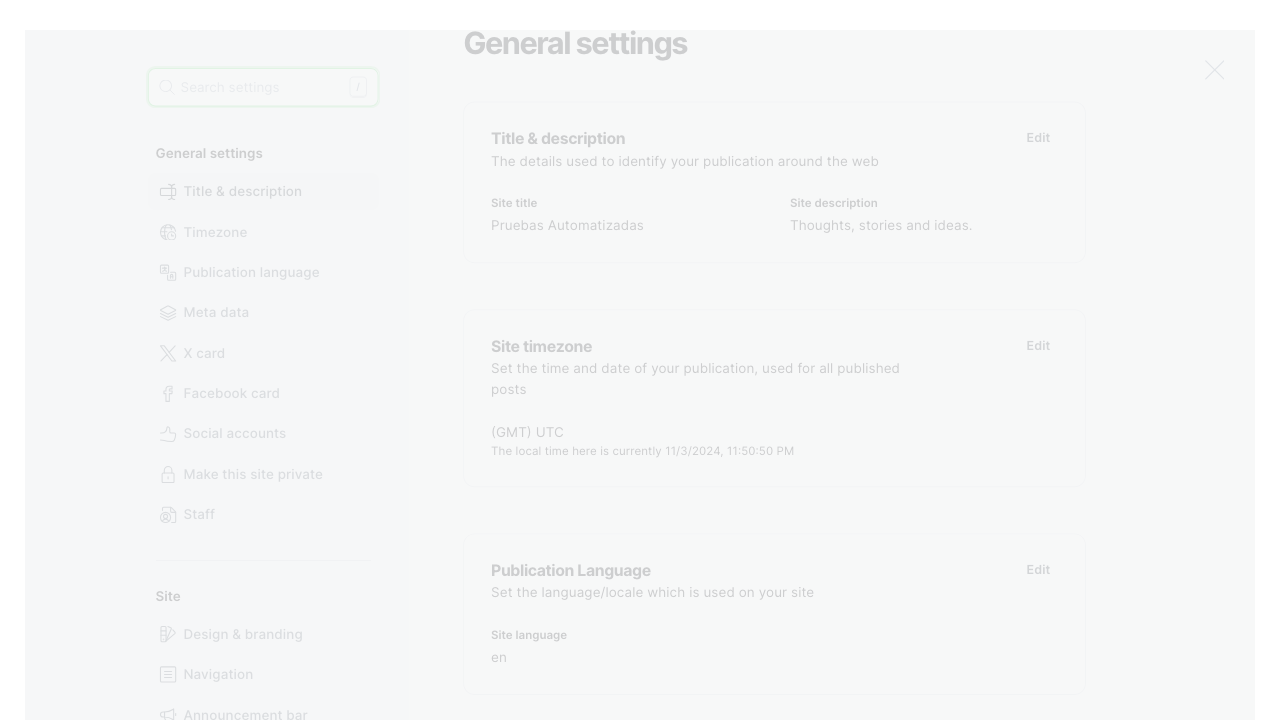 General settings
Search settings /
General settings
Title & description
Timezone
Publication language
Meta data
X card
Facebook card
Social accounts
Make this site private
Staff
Site
Design & branding
Navigation
Announcement bar
Title & description
Edit
The details used to identify your publication around the web
Site title
Pruebas Automatizadas
Site description
Thoughts, stories and ideas.
Site timezone
Edit
Set the time and date of your publication, used for all published
posts
(GMT) UTC
The local time here is currently 11/3/2024, 11:50:50 PM
Publication Language
Edit
Set the language/locale which is used on your site
Site language
en